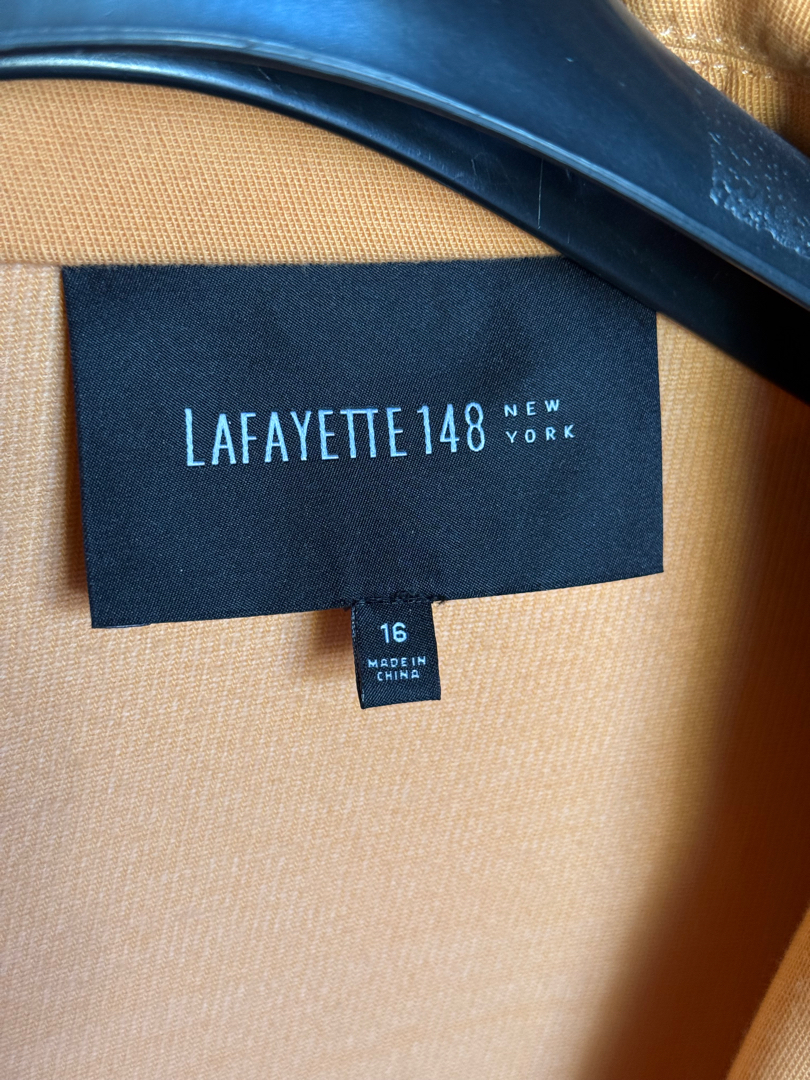 LAFAYETTE 148 NEW YORK
16
MADE IN
CHINA